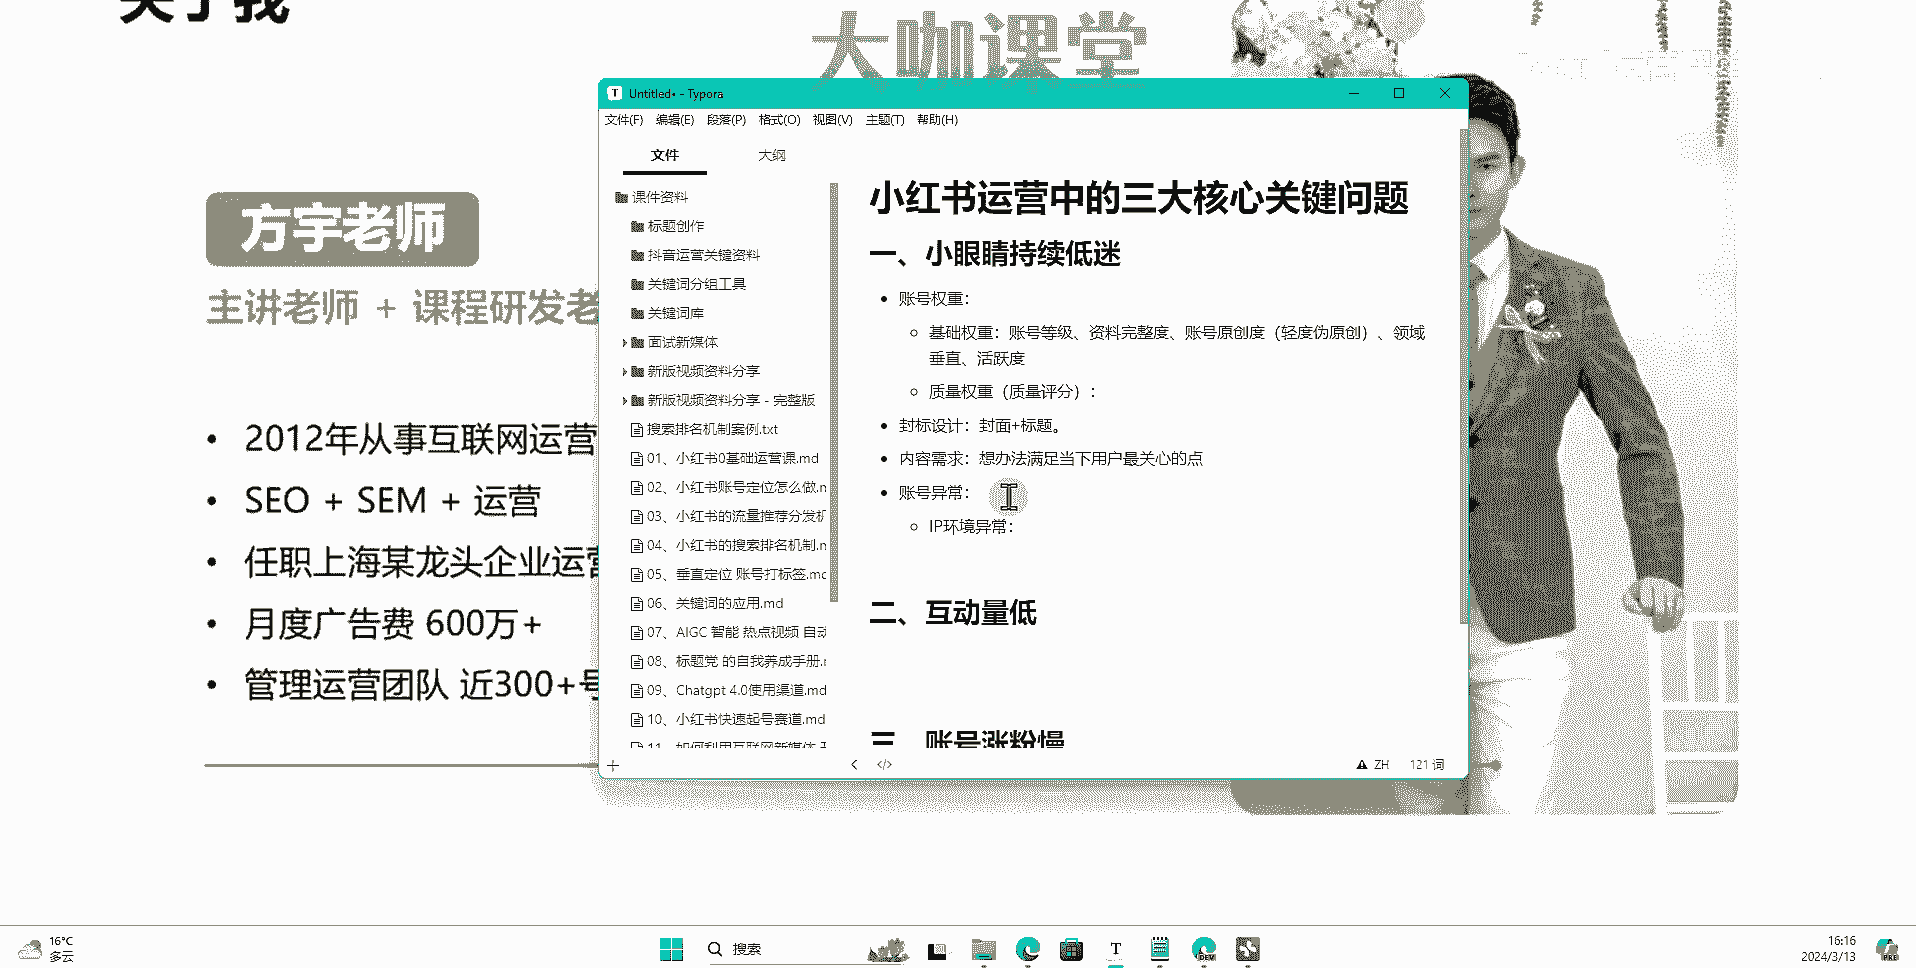 关于我
大咖课堂
方宇老师
主讲老师 + 课程研发老
2012年从事互联网运营
SEO + SEM + 运营
任职上海某龙头企业运营
月度广告费 600万+
管理运营团队 近300+号
Untitled• - Typora
文件(F) 编辑(E) 段落(P) 格式(O) 视图(V) 主题(T) 帮助(H)
文件 大纲
课件资料
标题创作
抖音运营关键资料
关键词分组工具
关键词库
面试新媒体
新版视频资料分享
新版视频资料分享 - 完整版
搜索排名机制案例.txt
01、小红书0基础运营课.md
02、小红书账号定位怎么做.m
03、小红书的流量推荐分发机
04、小红书的搜索排名机制.m
05、垂直定位 账号打标签.md
06、关键词的应用.md
07、AIGC 智能 热点视频 自动
08、标题党 的自我养成手册.m
09、Chatgpt 4.0使用渠道.md
10、小红书快速起号赛道.md
11、如何利用互联网新媒体
小红书运营中的三大核心关键问题
一、小眼睛持续低迷
账号权重：
基础权重：账号等级、资料完整度、账号原创度（轻度伪原创）、领域
垂直、活跃度
质量权重（质量评分）：
封标设计：封面+标题。
内容需求：想办法满足当下用户最关心的点
账号异常：
IP环境异常：
二、互动量低
三、账号涨粉慢
</> ZH 121 词
16°C
多云
搜索
DEV
16:16
2024/3/13
PRE